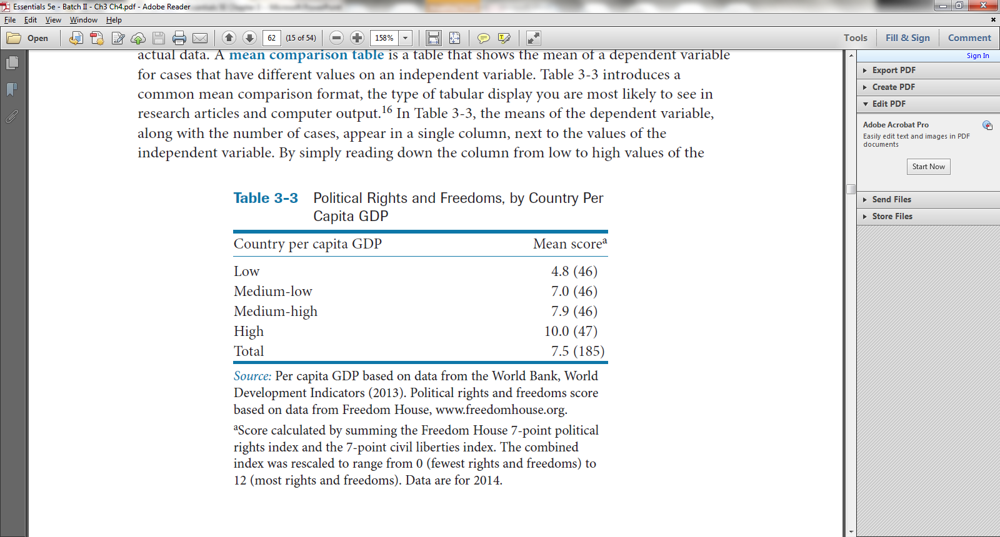 Essentials 5e - Batch II - Ch3 Ch4.pdf - Adobe Reader
File Edit View Window Help
Open 62 (15 of 54) 158% Tools Fill & Sign Comment
Sign In
Export PDF
Create PDF
Edit PDF
Adobe Acrobat Pro
Easily edit text and images in PDF
documents
Start Now
Send Files
Store Files
actual data. A mean comparison table is a table that shows the mean of a dependent variable
for cases that have different values on an independent variable. Table 3-3 introduces a
common mean comparison format, the type of tabular display you are most likely to see in
research articles and computer output.16 In Table 3-3, the means of the dependent variable,
along with the number of cases, appear in a single column, next to the values of the
independent variable. By simply reading down the column from low to high values of the
Table 3-3 Political Rights and Freedoms, by Country Per
Capita GDP
Country per capita GDP Mean scorea
Low 4.8 (46)
Medium-low 7.0 (46)
Medium-high 7.9 (46)
High 10.0 (47)
Total 7.5 (185)
Source: Per capita GDP based on data from the World Bank, World
Development Indicators (2013). Political rights and freedoms score
based on data from Freedom House, www.freedomhouse.org.
aScore calculated by summing the Freedom House 7-point political
rights index and the 7-point civil liberties index. The combined
index was rescaled to range from 0 (fewest rights and freedoms) to
12 (most rights and freedoms). Data are for 2014.